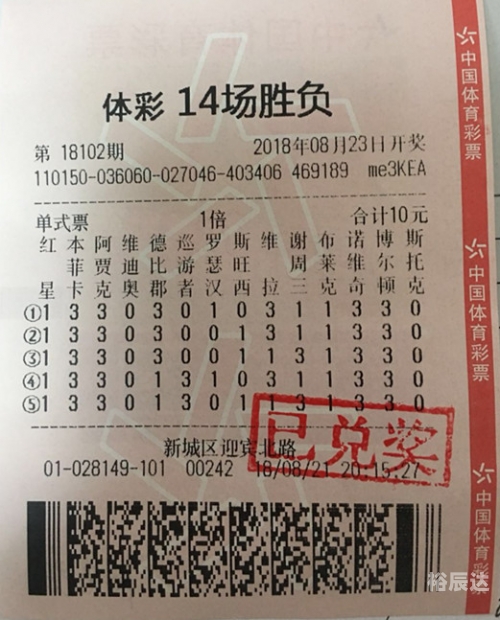 体彩 14场胜负
第 18102期 2018年08月23日开奖
110150-036060-027046-403406 469189 me3KEA
单式票 1倍 合计10元
红 本 阿 维 德 巡 罗 斯 维 谢 布 诺 博 斯
菲 贾 迪 比 游 瑟 旺 周 莱 维 尔 托
星 卡 克 奥 郡 者 汉 西 拉 三 克 奇 顿 克
①1 3 3 0 3 0 1 0 3 1 1 3 3 0
②1 3 3 0 3 0 0 1 3 1 1 3 3 0
③1 3 3 0 3 0 0 1 1 3 1 3 3 0
④1 3 3 0 1 3 1 0 3 1 1 3 3 0
⑤1 3 3 0 1 3 0 1 1 3 1 3 3 0
已兑奖
新城区迎宾北路
01-028149-101 00242 18/08/21 20:15:27
中国体育彩票
中国体育彩票
中国体育彩票
裕辰达